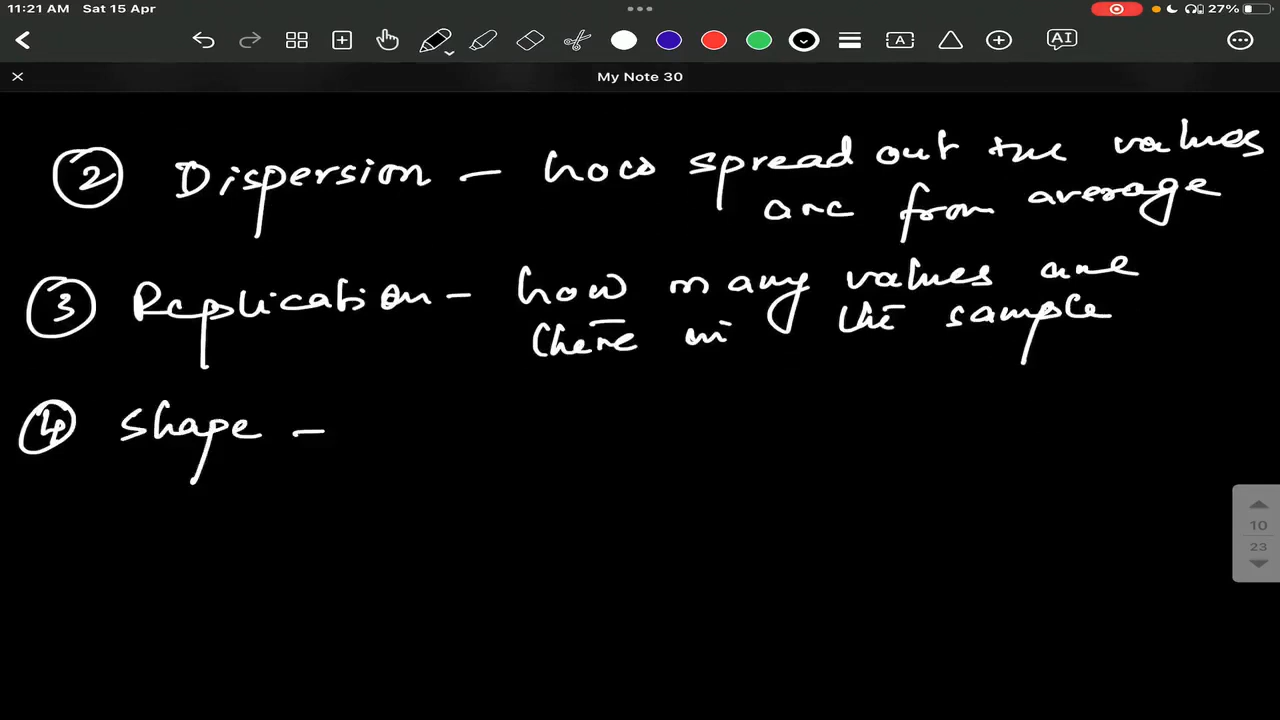 11:21 AM Sat 15 Apr
27%
A
AI
My Note 30
2 Dispersion - how spread out the values
are from average
3 Replication - how many values are
there in the sample
4 Shape -
10
23